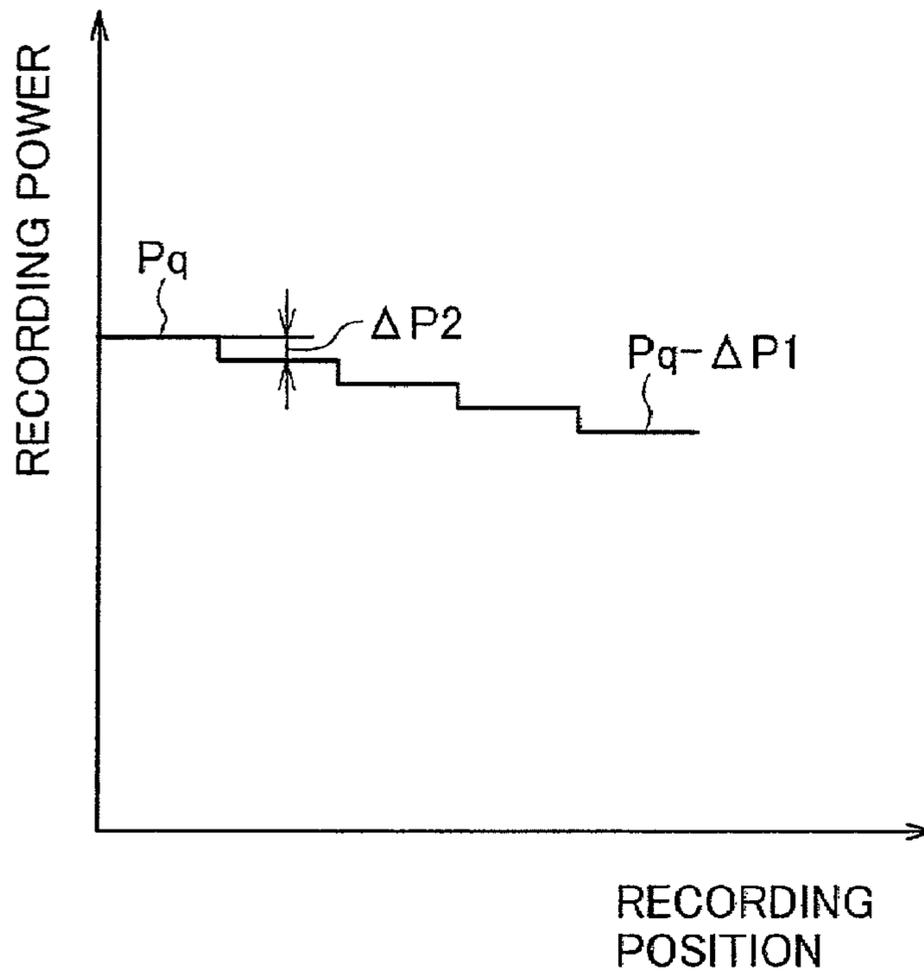 RECORDING POWER
Pq
ΔP2
Pq-ΔP1
RECORDING
POSITION